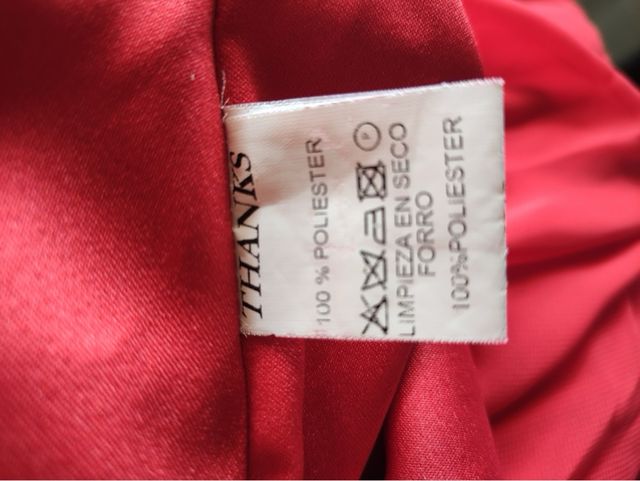 THANKS
100 % POLIESTER
P
LIMPIEZA EN SECO
FORRO
100%POLIESTER